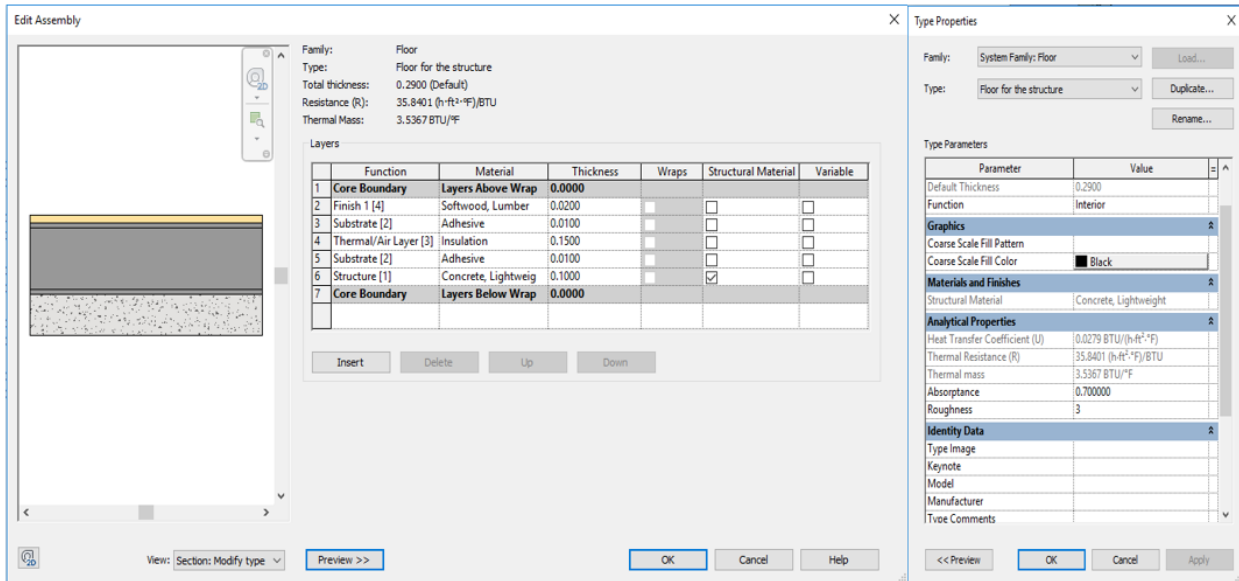 Edit Assembly
Family: Floor
Type: Floor for the structure
Total thickness: 0.2900 (Default)
Resistance (R): 35.8401 (h·ft²·°F)/BTU
Thermal Mass: 3.5367 BTU/°F
Layers
Function Material Thickness Wraps Structural Material Variable
1 Core Boundary Layers Above Wrap 0.0000
2 Finish 1 [4] Softwood, Lumber 0.0200
3 Substrate [2] Adhesive 0.0100
4 Thermal/Air Layer [3] Insulation 0.1500
5 Substrate [2] Adhesive 0.0100
6 Structure [1] Concrete, Lightweig 0.1000
7 Core Boundary Layers Below Wrap 0.0000
Insert Delete Up Down
2D
2D
View: Section: Modify type Preview >> OK Cancel Help
Type Properties
Family: System Family: Floor Load...
Type: Floor for the structure Duplicate...
Rename...
Type Parameters
Parameter Value =
Default Thickness 0.2900
Function Interior
Graphics
Coarse Scale Fill Pattern
Coarse Scale Fill Color Black
Materials and Finishes
Structural Material Concrete, Lightweight
Analytical Properties
Heat Transfer Coefficient (U) 0.0279 BTU/(h·ft²·°F)
Thermal Resistance (R) 35.8401 (h·ft²·°F)/BTU
Thermal mass 3.5367 BTU/°F
Absorptance 0.700000
Roughness 3
Identity Data
Type Image
Keynote
Model
Manufacturer
Type Comments
<< Preview OK Cancel Apply